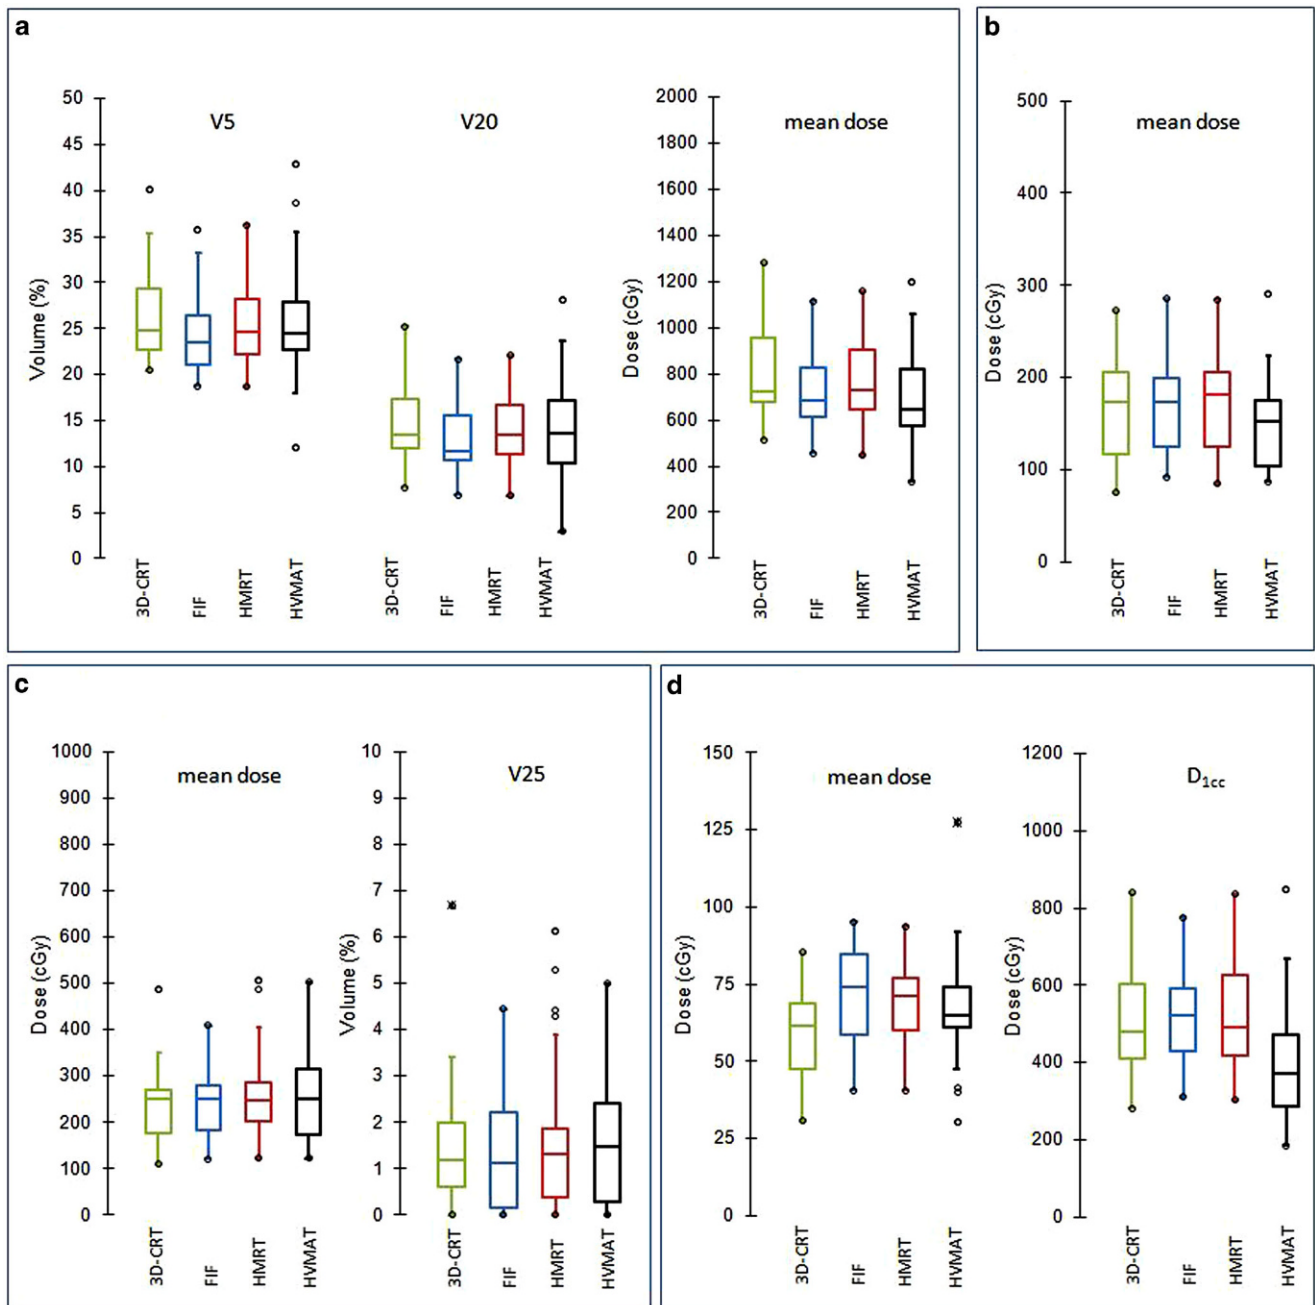 a
V5
V20
mean dose
Volume (%)
50
45
40
35
30
25
20
15
10
5
0
3D-CRT
FIF
HMRT
HVMAT
3D-CRT
FIF
HMRT
HVMAT
Dose (cGy)
2000
1800
1600
1400
1200
1000
800
600
400
200
0
3D-CRT
FIF
HMRT
HVMAT
b
mean dose
Dose (cGy)
500
400
300
200
100
0
3D-CRT
FIF
HMRT
HVMAT
c
mean dose
Dose (cGy)
1000
900
800
700
600
500
400
300
200
100
0
3D-CRT
FIF
HMRT
HVMAT
V25
Volume (%)
10
9
8
7
6
5
4
3
2
1
0
3D-CRT
FIF
HMRT
HVMAT
d
mean dose
Dose (cGy)
150
125
100
75
50
25
0
3D-CRT
FIF
HMRT
HVMAT
D1cc
Dose (cGy)
1200
1000
800
600
400
200
0
3D-CRT
FIF
HMRT
HVMAT